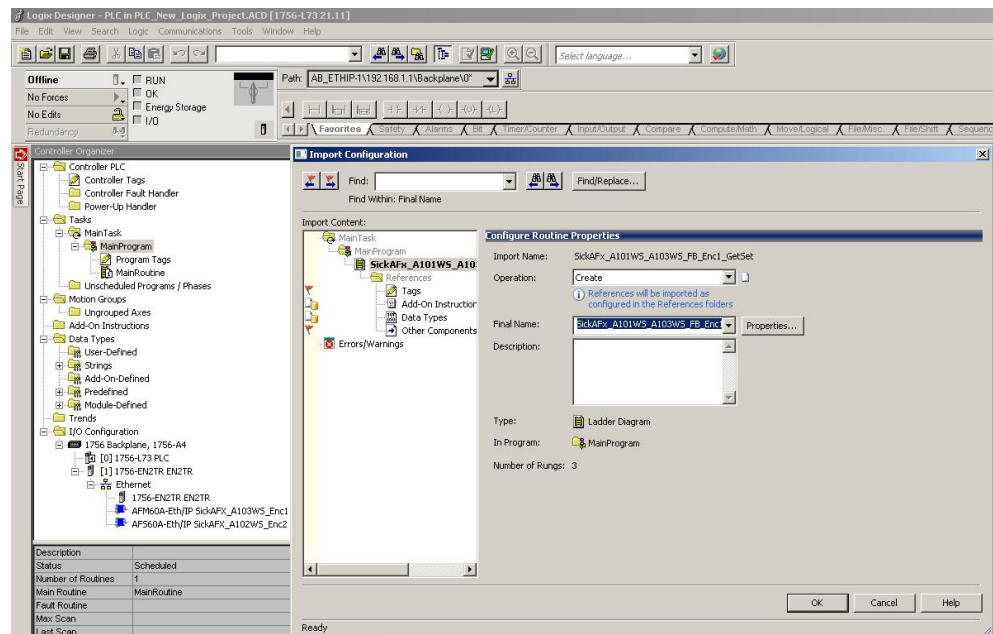 Logix Designer - PLC in PLC_New_Logix_Project.ACD [1756-L73 21.11]
File Edit View Search Logic Communications Tools Window Help
Select language...
Offline
RUN
No Forces
OK
No Edits
Energy Storage
Redundancy
I/O
Path: AB_ETHIP-1\192.168.1.1\Backplane\0*
Favorites Safety Alarms Bit Timer/Counter Input/Output Compare Compute/Math Move/Logical File/Misc. File/Shift Sequenc
Start Page
Controller Organizer
Controller PLC
Controller Tags
Controller Fault Handler
Power-Up Handler
Tasks
MainTask
MainProgram
Program Tags
MainRoutine
Unscheduled Programs / Phases
Motion Groups
Ungrouped Axes
Add-On Instructions
Data Types
User-Defined
Strings
Add-On-Defined
Predefined
Module-Defined
Trends
I/O Configuration
1756 Backplane, 1756-A4
[0] 1756-L73 PLC
[1] 1756-EN2TR EN2TR
Ethernet
1756-EN2TR EN2TR
AFM60A-Eth/IP SickAFX_A103WS_Enc1
AFS60A-Eth/IP SickAFX_A102WS_Enc2
Description
Status Scheduled
Number of Routines 1
Main Routine MainRoutine
Fault Routine
Max Scan
Last Scan
Import Configuration
Find:
Find/Replace...
Find Within: Final Name
Import Content:
MainTask
MainProgram
SickAFx_A101WS_A10
References
Tags
Add-On Instruction
Data Types
Other Components
Errors/Warnings
Configure Routine Properties
Import Name: SickAFx_A101WS_A103WS_FB_Enc1_GetSet
Operation: Create
References will be imported as
configured in the References folders
Final Name: SickAFx_A101WS_A103WS_FB_Enc1
Properties...
Description:
Type: Ladder Diagram
In Program: MainProgram
Number of Rungs: 3
OK Cancel Help
Ready